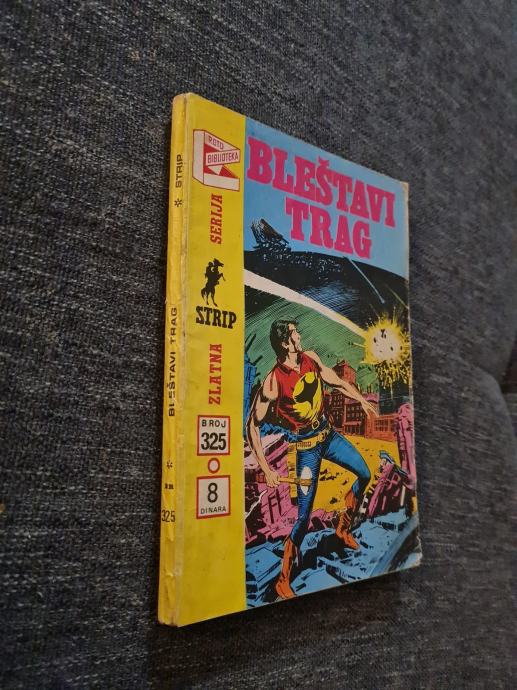 ROTO
BIBLIOTEKA
BLEŠTAVI
TRAG
ZLATNA SERIJA
STRIP
BROJ
325
8
DINARA
STRIP * BLEŠTAVI TRAG *
325